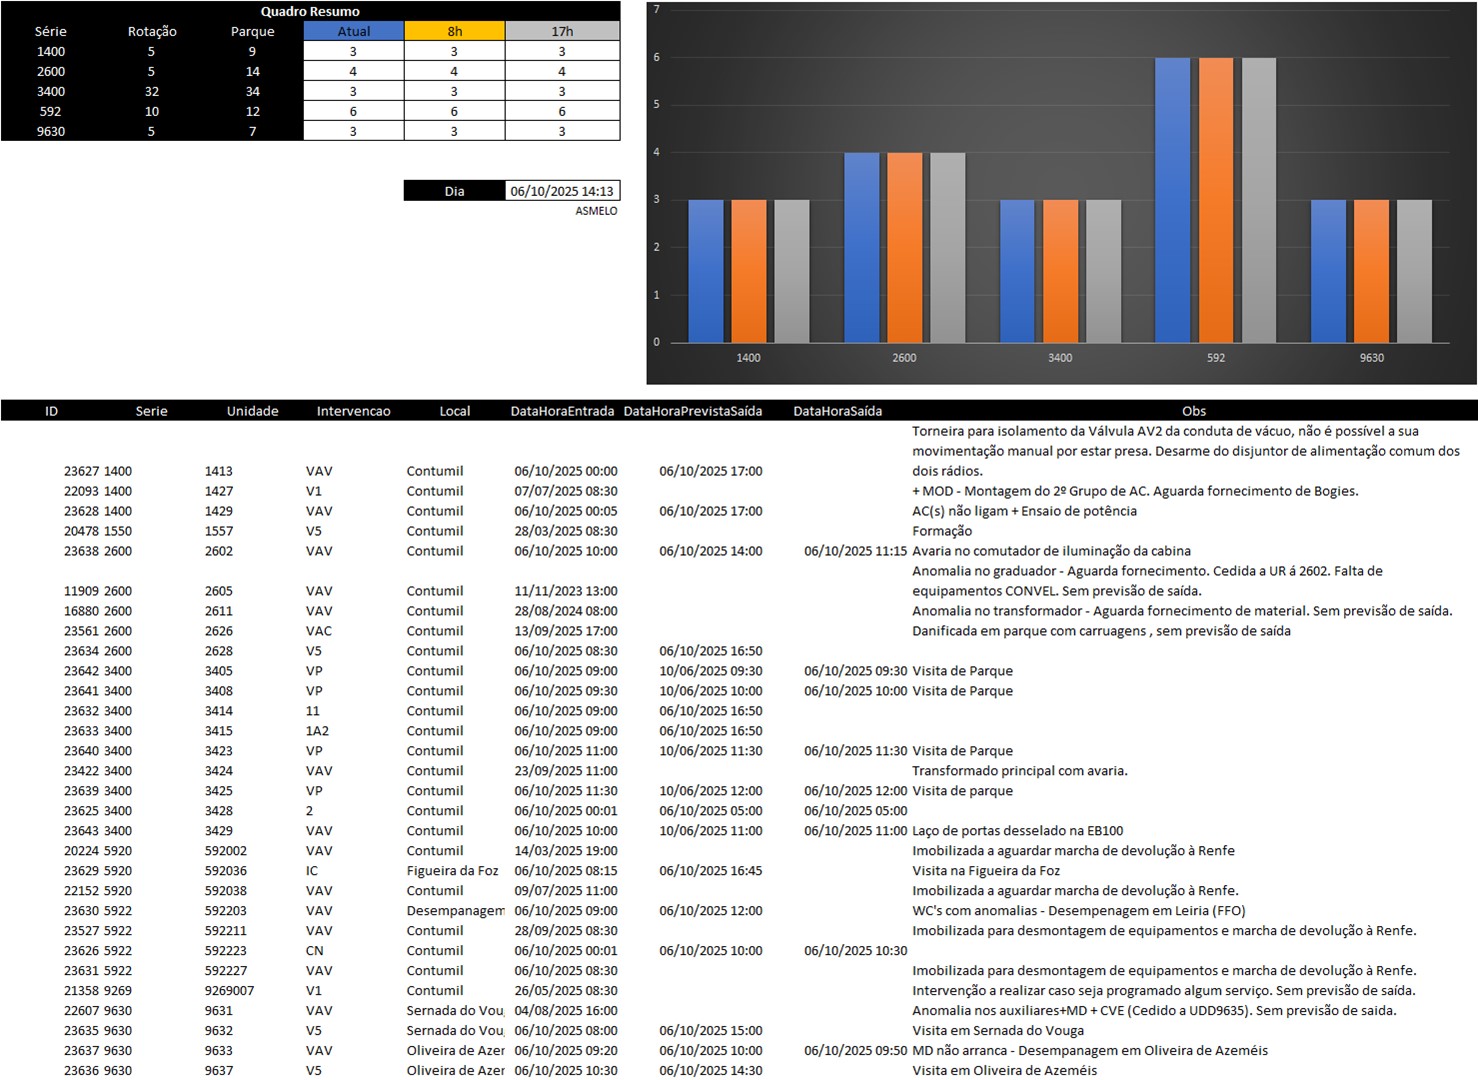 Quadro Resumo
Série Rotação Parque Atual 8h 17h
1400 5 9 3 3 3
2600 5 14 4 4 4
3400 32 34 3 3 3
592 10 12 6 6 6
9630 5 7 3 3 3
Dia 06/10/2025 14:13
ASMELO
7
6
5
4
3
2
1
0
1400 2600 3400 592 9630
ID Serie Unidade Intervencao Local DataHoraEntrada DataHoraPrevistaSaída DataHoraSaída Obs
Torneira para isolamento da Válvula AV2 da conduta de vácuo, não é possível a sua
movimentação manual por estar presa. Desarme do disjuntor de alimentação comum dos
23627 1400 1413 VAV Contumil 06/10/2025 00:00 06/10/2025 17:00 dois rádios.
22093 1400 1427 V1 Contumil 07/07/2025 08:30 + MOD - Montagem do 2º Grupo de AC. Aguarda fornecimento de Bogies.
23628 1400 1429 VAV Contumil 06/10/2025 00:05 06/10/2025 17:00 AC(s) não ligam + Ensaio de potência
20478 1550 1557 V5 Contumil 28/03/2025 08:30 Formação
23638 2600 2602 VAV Contumil 06/10/2025 10:00 06/10/2025 14:00 06/10/2025 11:15 Avaria no comutador de iluminação da cabina
Anomalia no graduador - Aguarda fornecimento. Cedida a UR á 2602. Falta de
11909 2600 2605 VAV Contumil 11/11/2023 13:00 equipamentos CONVEL. Sem previsão de saída.
16880 2600 2611 VAV Contumil 28/08/2024 08:00 Anomalia no transformador - Aguarda fornecimento de material. Sem previsão de saída.
23561 2600 2626 VAC Contumil 13/09/2025 17:00 Danificada em parque com carruagens , sem previsão de saída
23634 2600 2628 V5 Contumil 06/10/2025 08:30 06/10/2025 16:50
23642 3400 3405 VP Contumil 06/10/2025 09:00 10/06/2025 09:30 06/10/2025 09:30 Visita de Parque
23641 3400 3408 VP Contumil 06/10/2025 09:30 10/06/2025 10:00 06/10/2025 10:00 Visita de Parque
23632 3400 3414 11 Contumil 06/10/2025 09:00 06/10/2025 16:50
23633 3400 3415 1A2 Contumil 06/10/2025 09:00 06/10/2025 16:50
23640 3400 3423 VP Contumil 06/10/2025 11:00 10/06/2025 11:30 06/10/2025 11:30 Visita de Parque
23422 3400 3424 VAV Contumil 23/09/2025 11:00 Transformado principal com avaria.
23639 3400 3425 VP Contumil 06/10/2025 11:30 10/06/2025 12:00 06/10/2025 12:00 Visita de parque
23625 3400 3428 2 Contumil 06/10/2025 00:01 06/10/2025 05:00 06/10/2025 05:00
23643 3400 3429 VAV Contumil 06/10/2025 10:00 10/06/2025 11:00 06/10/2025 11:00 Laço de portas desselado na EB100
20224 5920 592002 VAV Contumil 14/03/2025 19:00 Imobilizada a aguardar marcha de devolução à Renfe
23629 5920 592036 IC Figueira da Foz 06/10/2025 08:15 06/10/2025 16:45 Visita na Figueira da Foz
22152 5920 592038 VAV Contumil 09/07/2025 11:00 Imobilizada a aguardar marcha de devolução à Renfe.
23630 5922 592203 VAV Desempanagem 06/10/2025 09:00 06/10/2025 12:00 WC's com anomalias - Desempenagem em Leiria (FFO)
23527 5922 592211 VAV Contumil 28/09/2025 08:30 Imobilizada para desmontagem de equipamentos e marcha de devolução à Renfe.
23626 5922 592223 CN Contumil 06/10/2025 00:01 06/10/2025 10:00 06/10/2025 10:30
23631 5922 592227 VAV Contumil 06/10/2025 08:30 Imobilizada para desmontagem de equipamentos e marcha de devolução à Renfe.
21358 9269 9269007 V1 Contumil 26/05/2025 08:30 Intervenção a realizar caso seja programado algum serviço. Sem previsão de saída.
22607 9630 9631 VAV Sernada do Vou 04/08/2025 16:00 Anomalia nos auxiliares+MD + CVE (Cedido a UDD9635). Sem previsão de saida.
23635 9630 9632 V5 Sernada do Vou 06/10/2025 08:00 06/10/2025 15:00 Visita em Sernada do Vouga
23637 9630 9633 VAV Oliveira de Azer 06/10/2025 09:20 06/10/2025 10:00 06/10/2025 09:50 MD não arranca - Desempanagem em Oliveira de Azeméis
23636 9630 9637 V5 Oliveira de Azer 06/10/2025 10:30 06/10/2025 14:30 Visita em Oliveira de Azeméis